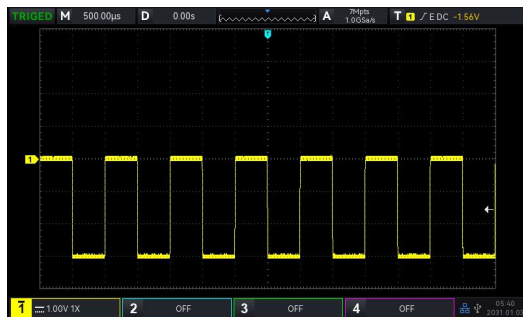 TRIGED M 500.00μs D 0.00s A 7Mpts 1.0GSa/s T 1 E DC -1.56V
1
1 1.00V 1X 2 OFF 3 OFF 4 OFF 05:40
2031 01:03